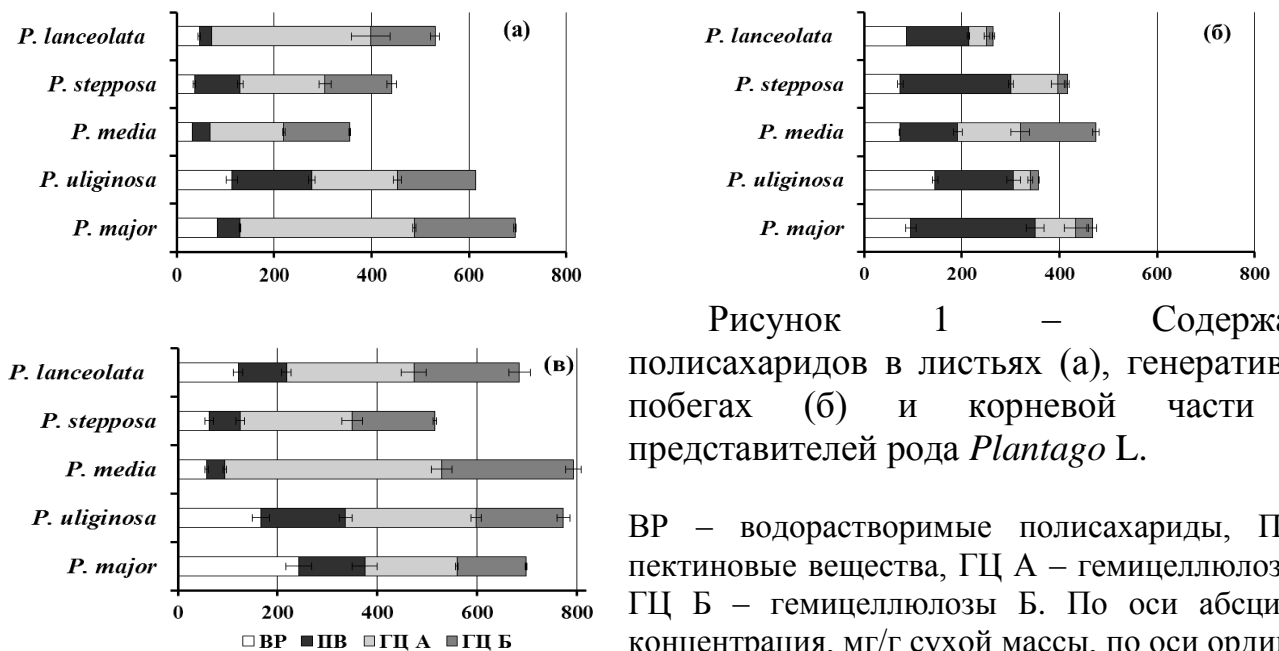 P. lanceolata
P. stepposa
P. media
P. uliginosa
P. major
(а)
0 200 400 600 800
P. lanceolata
P. stepposa
P. media
P. uliginosa
P. major
(б)
0 200 400 600 800
P. lanceolata
P. stepposa
P. media
P. uliginosa
P. major
(в)
0 200 400 600 800
ВР ПВ ГЦ А ГЦ Б
Рисунок 1 – Содержа
полисахаридов в листьях (а), генератив
побегах (б) и корневой части
представителей рода Plantago L.
ВР – водорастворимые полисахариды, П
пектиновые вещества, ГЦ А – гемицеллюлоз
ГЦ Б – гемицеллюлозы Б. По оси абсци
концентрация, мг/г сухой массы, по оси ордин